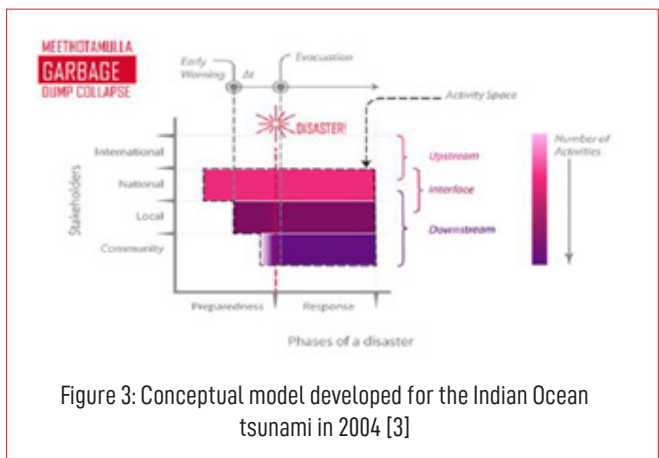 MEETHOTAMULLA
GARBAGE
DUMP COLLAPSE
Early
Warning
Δt
Evacuation
Activity Space
DISASTER!
Number of
Activities
Stakeholders
International
National
Local
Community
Upstream
Interface
Downstream
Preparedness
Response
Phases of a disaster
Figure 3: Conceptual model developed for the Indian Ocean
tsunami in 2004 [3]